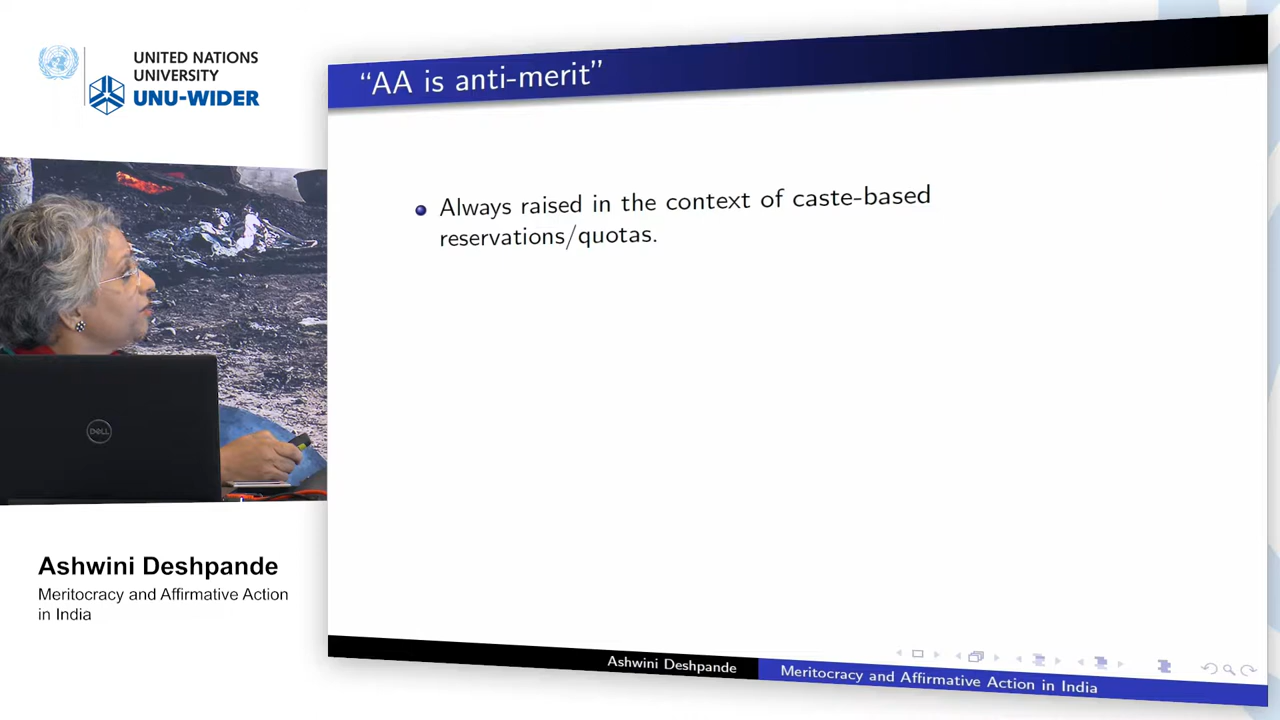 UNITED NATIONS
UNIVERSITY
UNU-WIDER
“AA is anti-merit”
Always raised in the context of caste-based
reservations/quotas.
DELL
Ashwini Deshpande
Meritocracy and Affirmative Action
in India
Ashwini Deshpande
Meritocracy and Affirmative Action in India